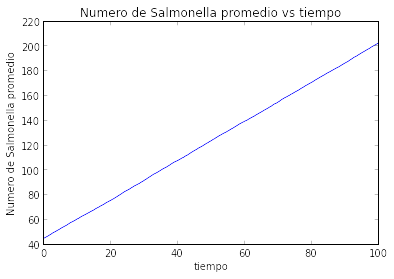 Numero de Salmonella promedio vs tiempo
Numero de Salmonella promedio
220
200
180
160
140
120
100
80
60
40
0 20 40 60 80 100
tiempo